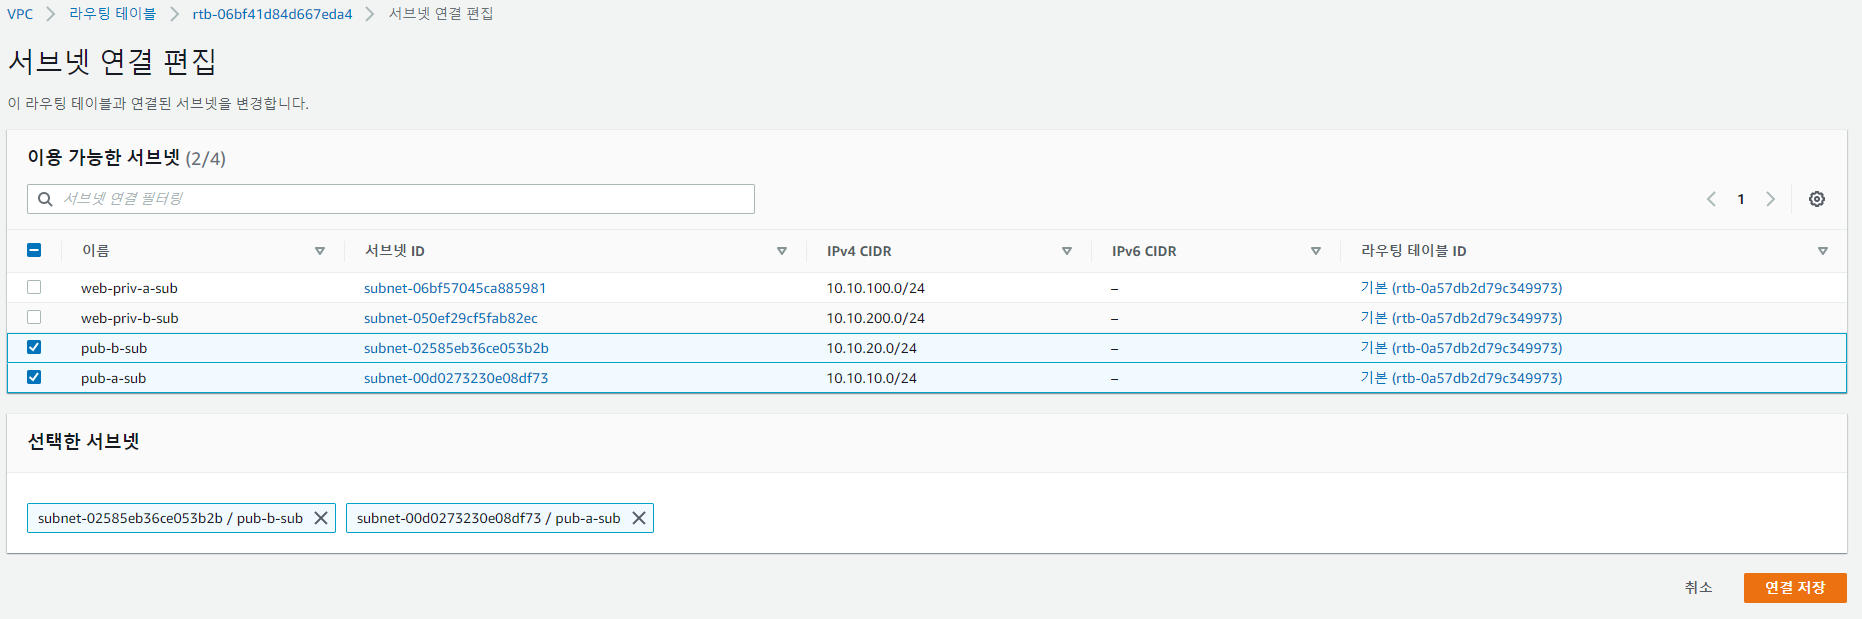 VPC > 라우팅 테이블 > rtb-06bf41d84d667eda4 > 서브넷 연결 편집
서브넷 연결 편집
이 라우팅 테이블과 연결된 서브넷을 변경합니다.
이용 가능한 서브넷 (2/4)
서브넷 연결 필터링
1
이름 서브넷 ID IPv4 CIDR IPv6 CIDR 라우팅 테이블 ID
web-priv-a-sub subnet-06bf57045ca885981 10.10.100.0/24 – 기본 (rtb-0a57db2d79c349973)
web-priv-b-sub subnet-050ef29cf5fab82ec 10.10.200.0/24 – 기본 (rtb-0a57db2d79c349973)
pub-b-sub subnet-02585eb36ce053b2b 10.10.20.0/24 – 기본 (rtb-0a57db2d79c349973)
pub-a-sub subnet-00d0273230e08df73 10.10.10.0/24 – 기본 (rtb-0a57db2d79c349973)
선택한 서브넷
subnet-02585eb36ce053b2b / pub-b-sub subnet-00d0273230e08df73 / pub-a-sub
취소 연결 저장